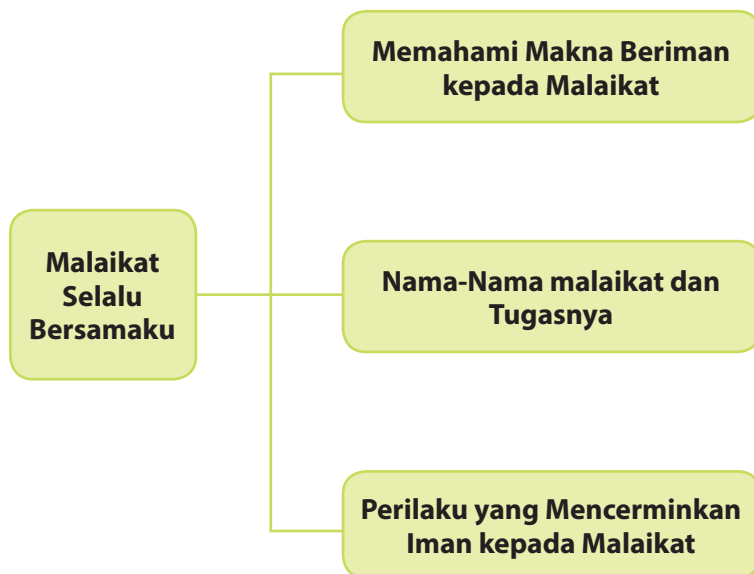 Memahami Makna Beriman
kepada Malaikat
Malaikat
Selalu
Bersamaku
Nama-Nama malaikat dan
Tugasnya
Perilaku yang Mencerminkan
Iman kepada Malaikat